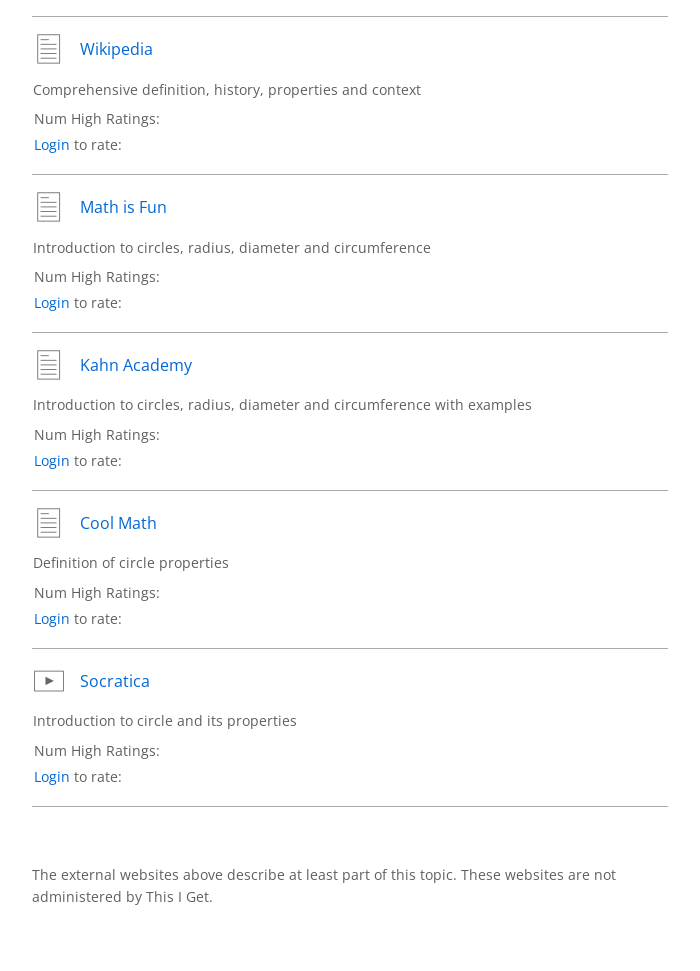 Wikipedia
Comprehensive definition, history, properties and context
Num High Ratings:
Login to rate:
Math is Fun
Introduction to circles, radius, diameter and circumference
Num High Ratings:
Login to rate:
Kahn Academy
Introduction to circles, radius, diameter and circumference with examples
Num High Ratings:
Login to rate:
Cool Math
Definition of circle properties
Num High Ratings:
Login to rate:
Socratica
Introduction to circle and its properties
Num High Ratings:
Login to rate:
The external websites above describe at least part of this topic. These websites are not
administered by This I Get.